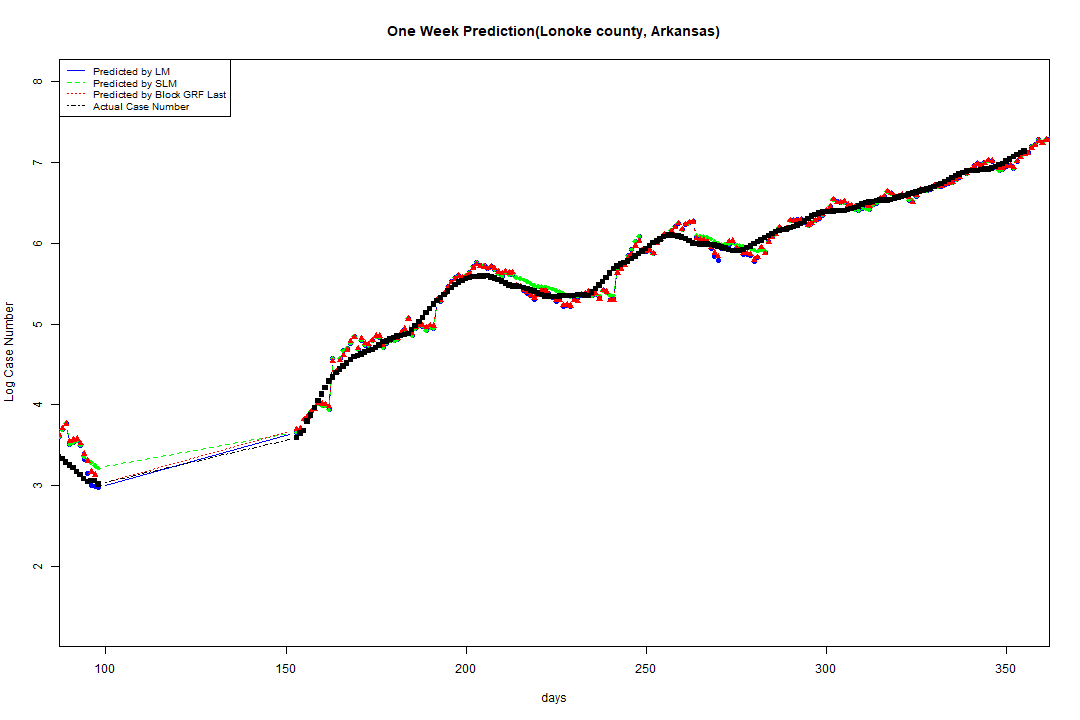 One Week Prediction(Lonoke county, Arkansas)
Predicted by LM
Predicted by SLM
Predicted by Block GRF Last
Actual Case Number
Log Case Number
8
7
6
5
4
3
2
100 150 200 250 300 350
days